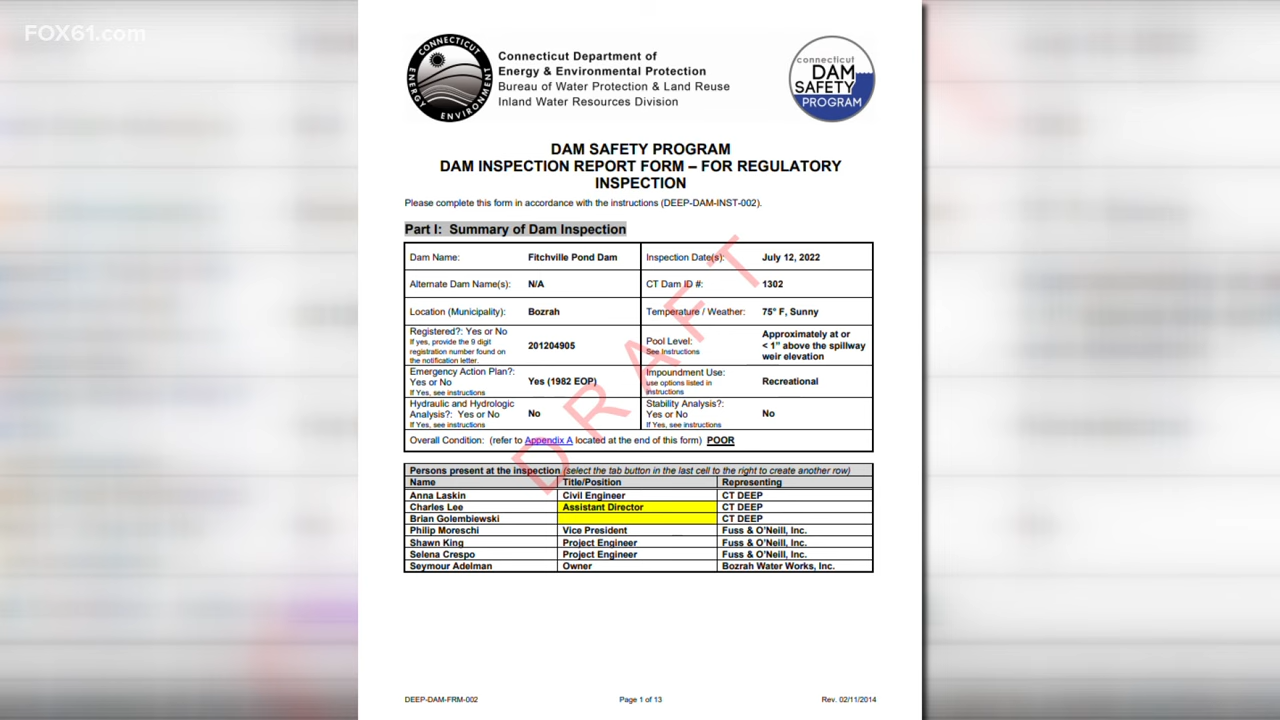 FOX61.com
CONNECTICUT
ENERGY
ENVIRONMENT
Connecticut Department of
Energy & Environmental Protection
Bureau of Water Protection & Land Reuse
Inland Water Resources Division
connecticut
DAM
SAFETY
PROGRAM
DAM SAFETY PROGRAM
DAM INSPECTION REPORT FORM – FOR REGULATORY
INSPECTION
Please complete this form in accordance with the instructions (DEEP-DAM-INST-002).
Part I: Summary of Dam Inspection
Dam Name: Fitchville Pond Dam Inspection Date(s): July 12, 2022
Alternate Dam Name(s): N/A CT Dam ID #: 1302
Location (Municipality): Bozrah Temperature / Weather: 75° F, Sunny
Registered?: Yes or No
If yes, provide the 9 digit
registration number found on
the notification letter.
201204905
Pool Level:
See Instructions
Approximately at or
< 1" above the spillway
weir elevation
Emergency Action Plan?:
Yes or No
If Yes, see instructions
Yes (1982 EOP)
Impoundment Use:
use options listed in
instructions
Recreational
Hydraulic and Hydrologic
Analysis?: Yes or No
If Yes, see instructions
No
Stability Analysis?:
Yes or No
If Yes, see instructions
No
Overall Condition: (refer to Appendix A located at the end of this form) POOR
DRAFT
Persons present at the inspection (select the tab button in the last cell to the right to create another row)
Name Title/Position Representing
Anna Laskin Civil Engineer CT DEEP
Charles Lee Assistant Director CT DEEP
Brian Golembiewski CT DEEP
Philip Moreschi Vice President Fuss & O'Neill, Inc.
Shawn King Project Engineer Fuss & O'Neill, Inc.
Selena Crespo Project Engineer Fuss & O'Neill, Inc.
Seymour Adelman Owner Bozrah Water Works, Inc.
DEEP-DAM-FRM-002 Page 1 of 13 Rev. 02/11/2014